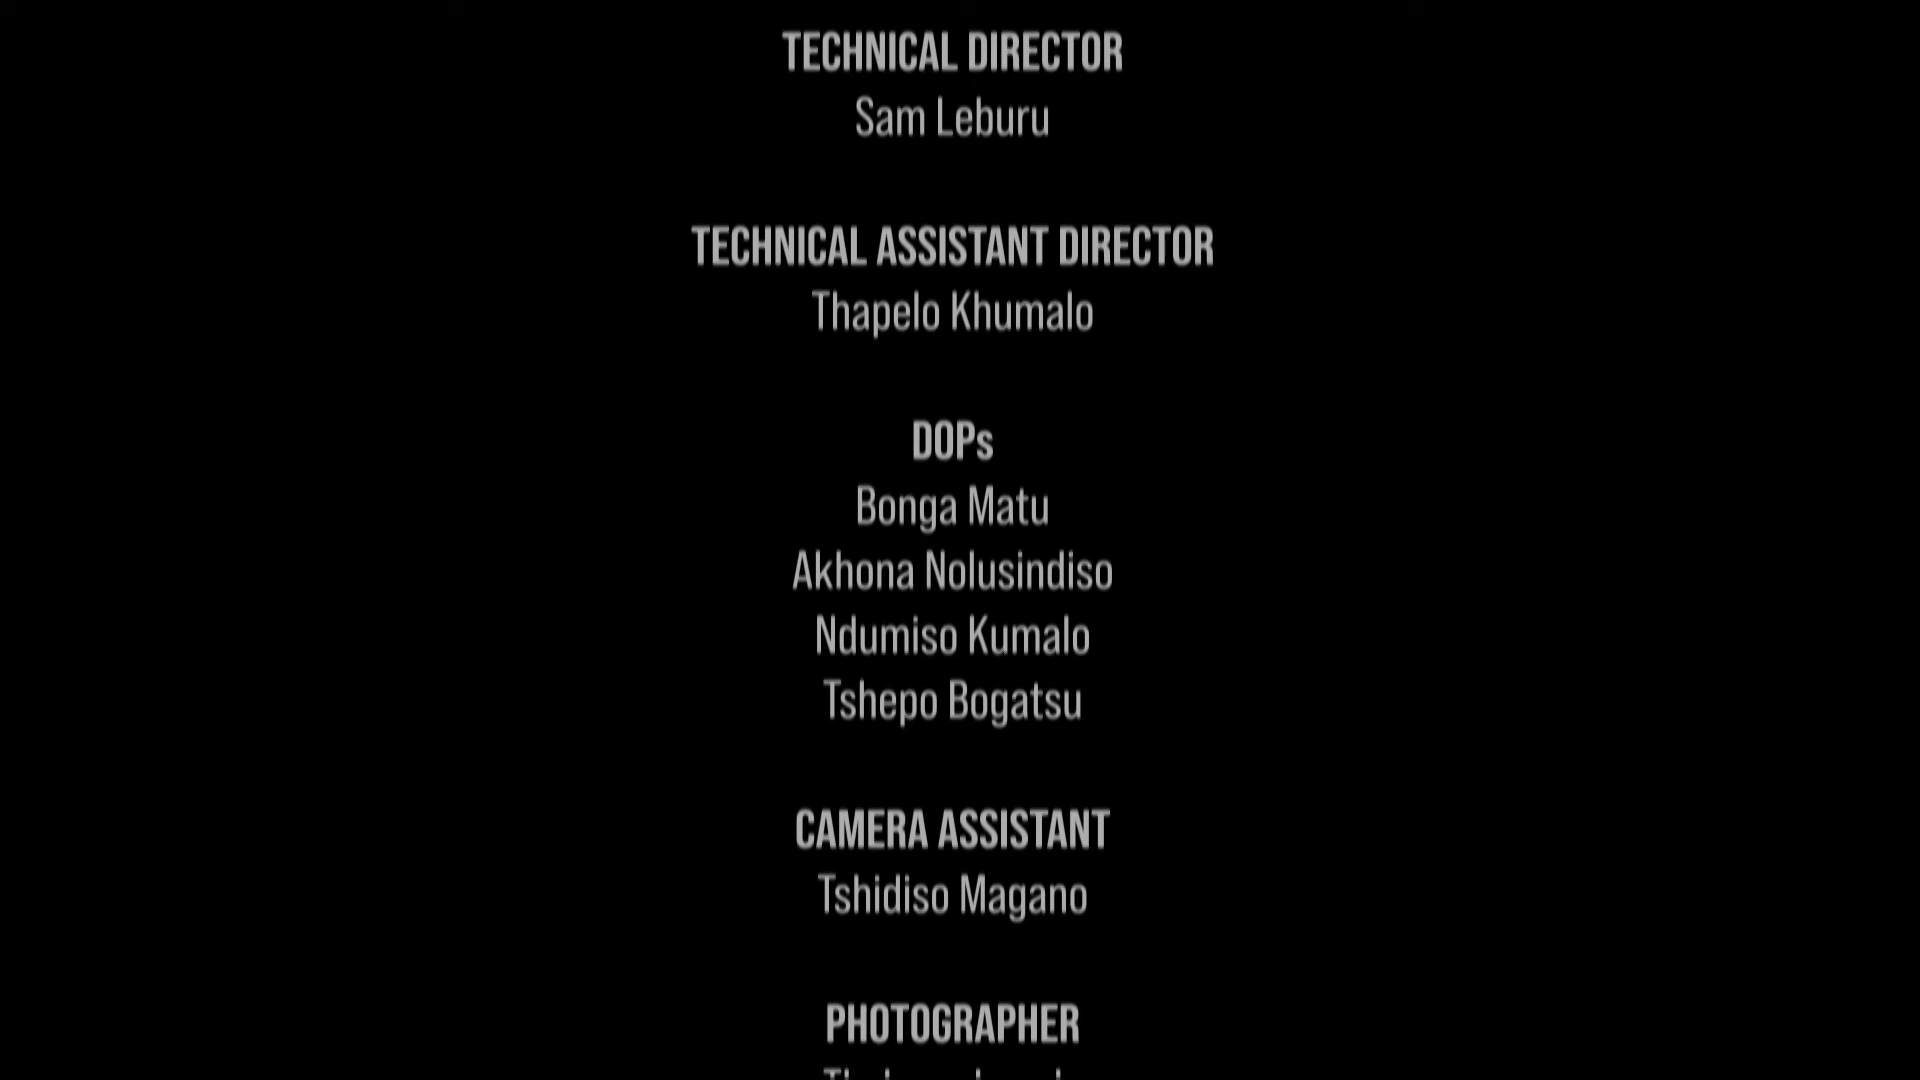 TECHNICAL DIRECTOR
Sam Leburu
TECHNICAL ASSISTANT DIRECTOR
Thapelo Khumalo
DOPs
Bonga Matu
Akhona Nolusindiso
Ndumiso Kumalo
Tshepo Bogatsu
CAMERA ASSISTANT
Tshidiso Magano
PHOTOGRAPHER